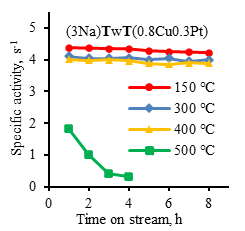 (3Na)TwT(0.8Cu0.3Pt)
5
4
3
2
1
0
Specific activity, s⁻¹
150 ℃
300 ℃
400 ℃
500 ℃
0 2 4 6 8
Time on stream, h